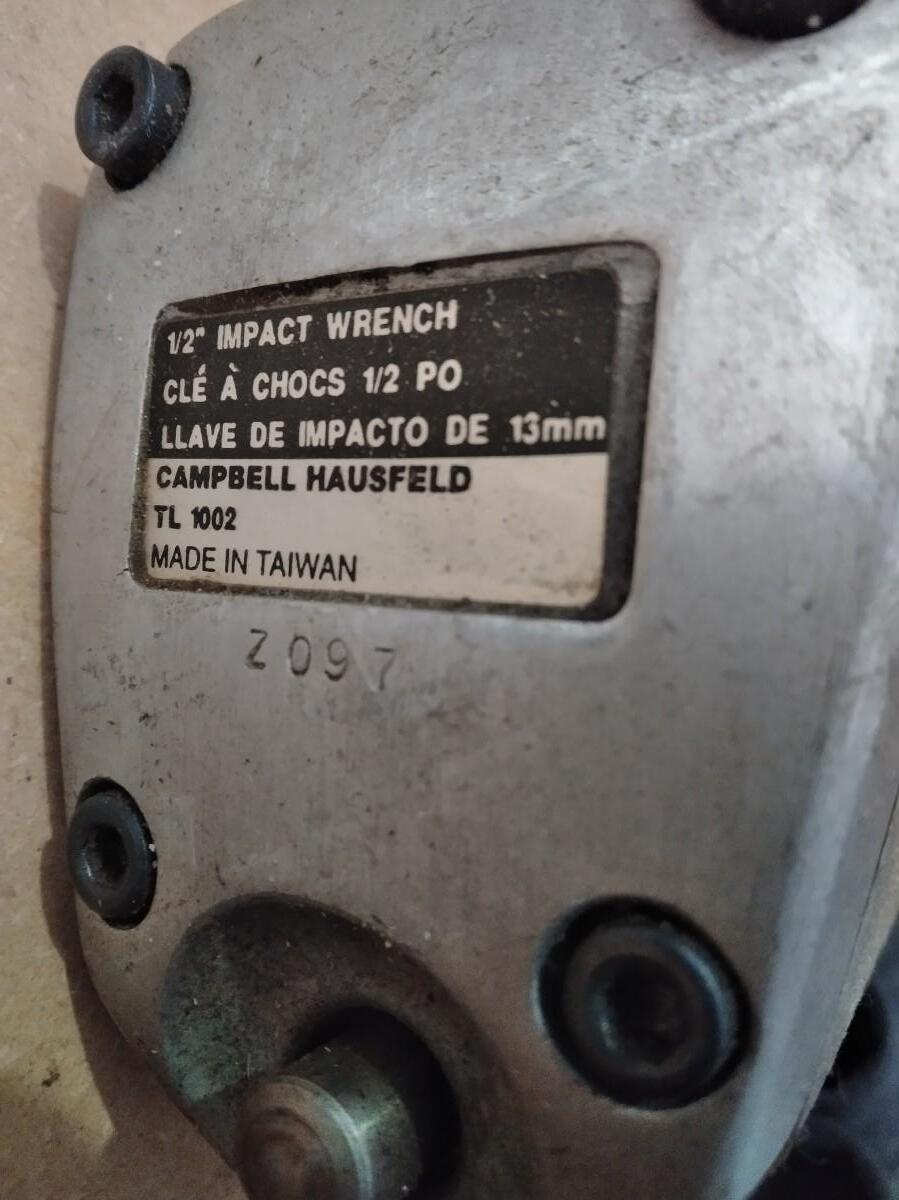 1/2" IMPACT WRENCH
CLÉ À CHOCS 1/2 PO
LLAVE DE IMPACTO DE 13mm
CAMPBELL HAUSFELD
TL 1002
MADE IN TAIWAN
Z097